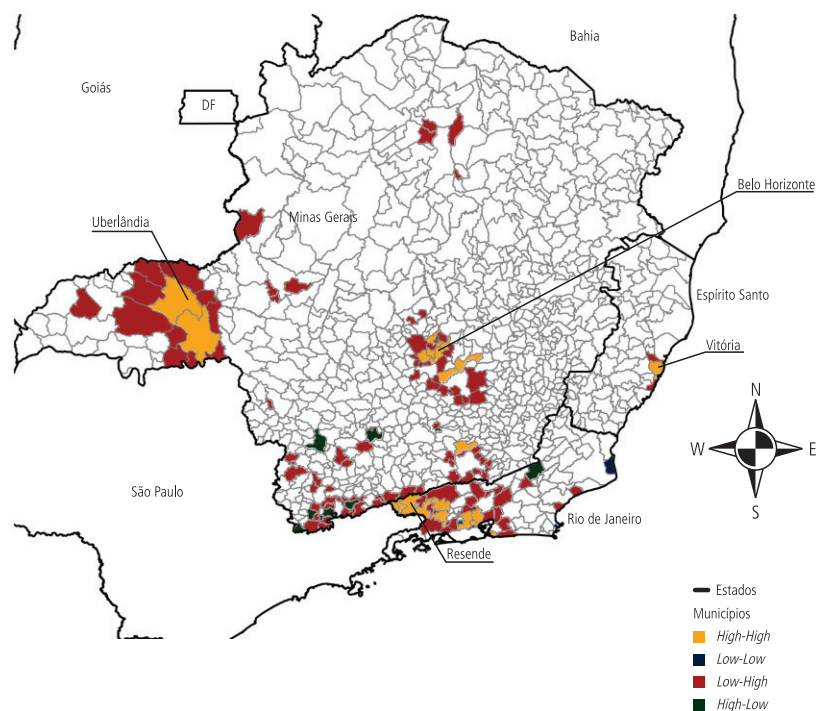 Bahia
Goiás
DF
Belo Horizonte
Minas Gerais
Uberlândia
Espírito Santo
Vitória
N
W
E
S
São Paulo
Rio de Janeiro
Resende
Estados
Municípios
High-High
Low-Low
Low-High
High-Low